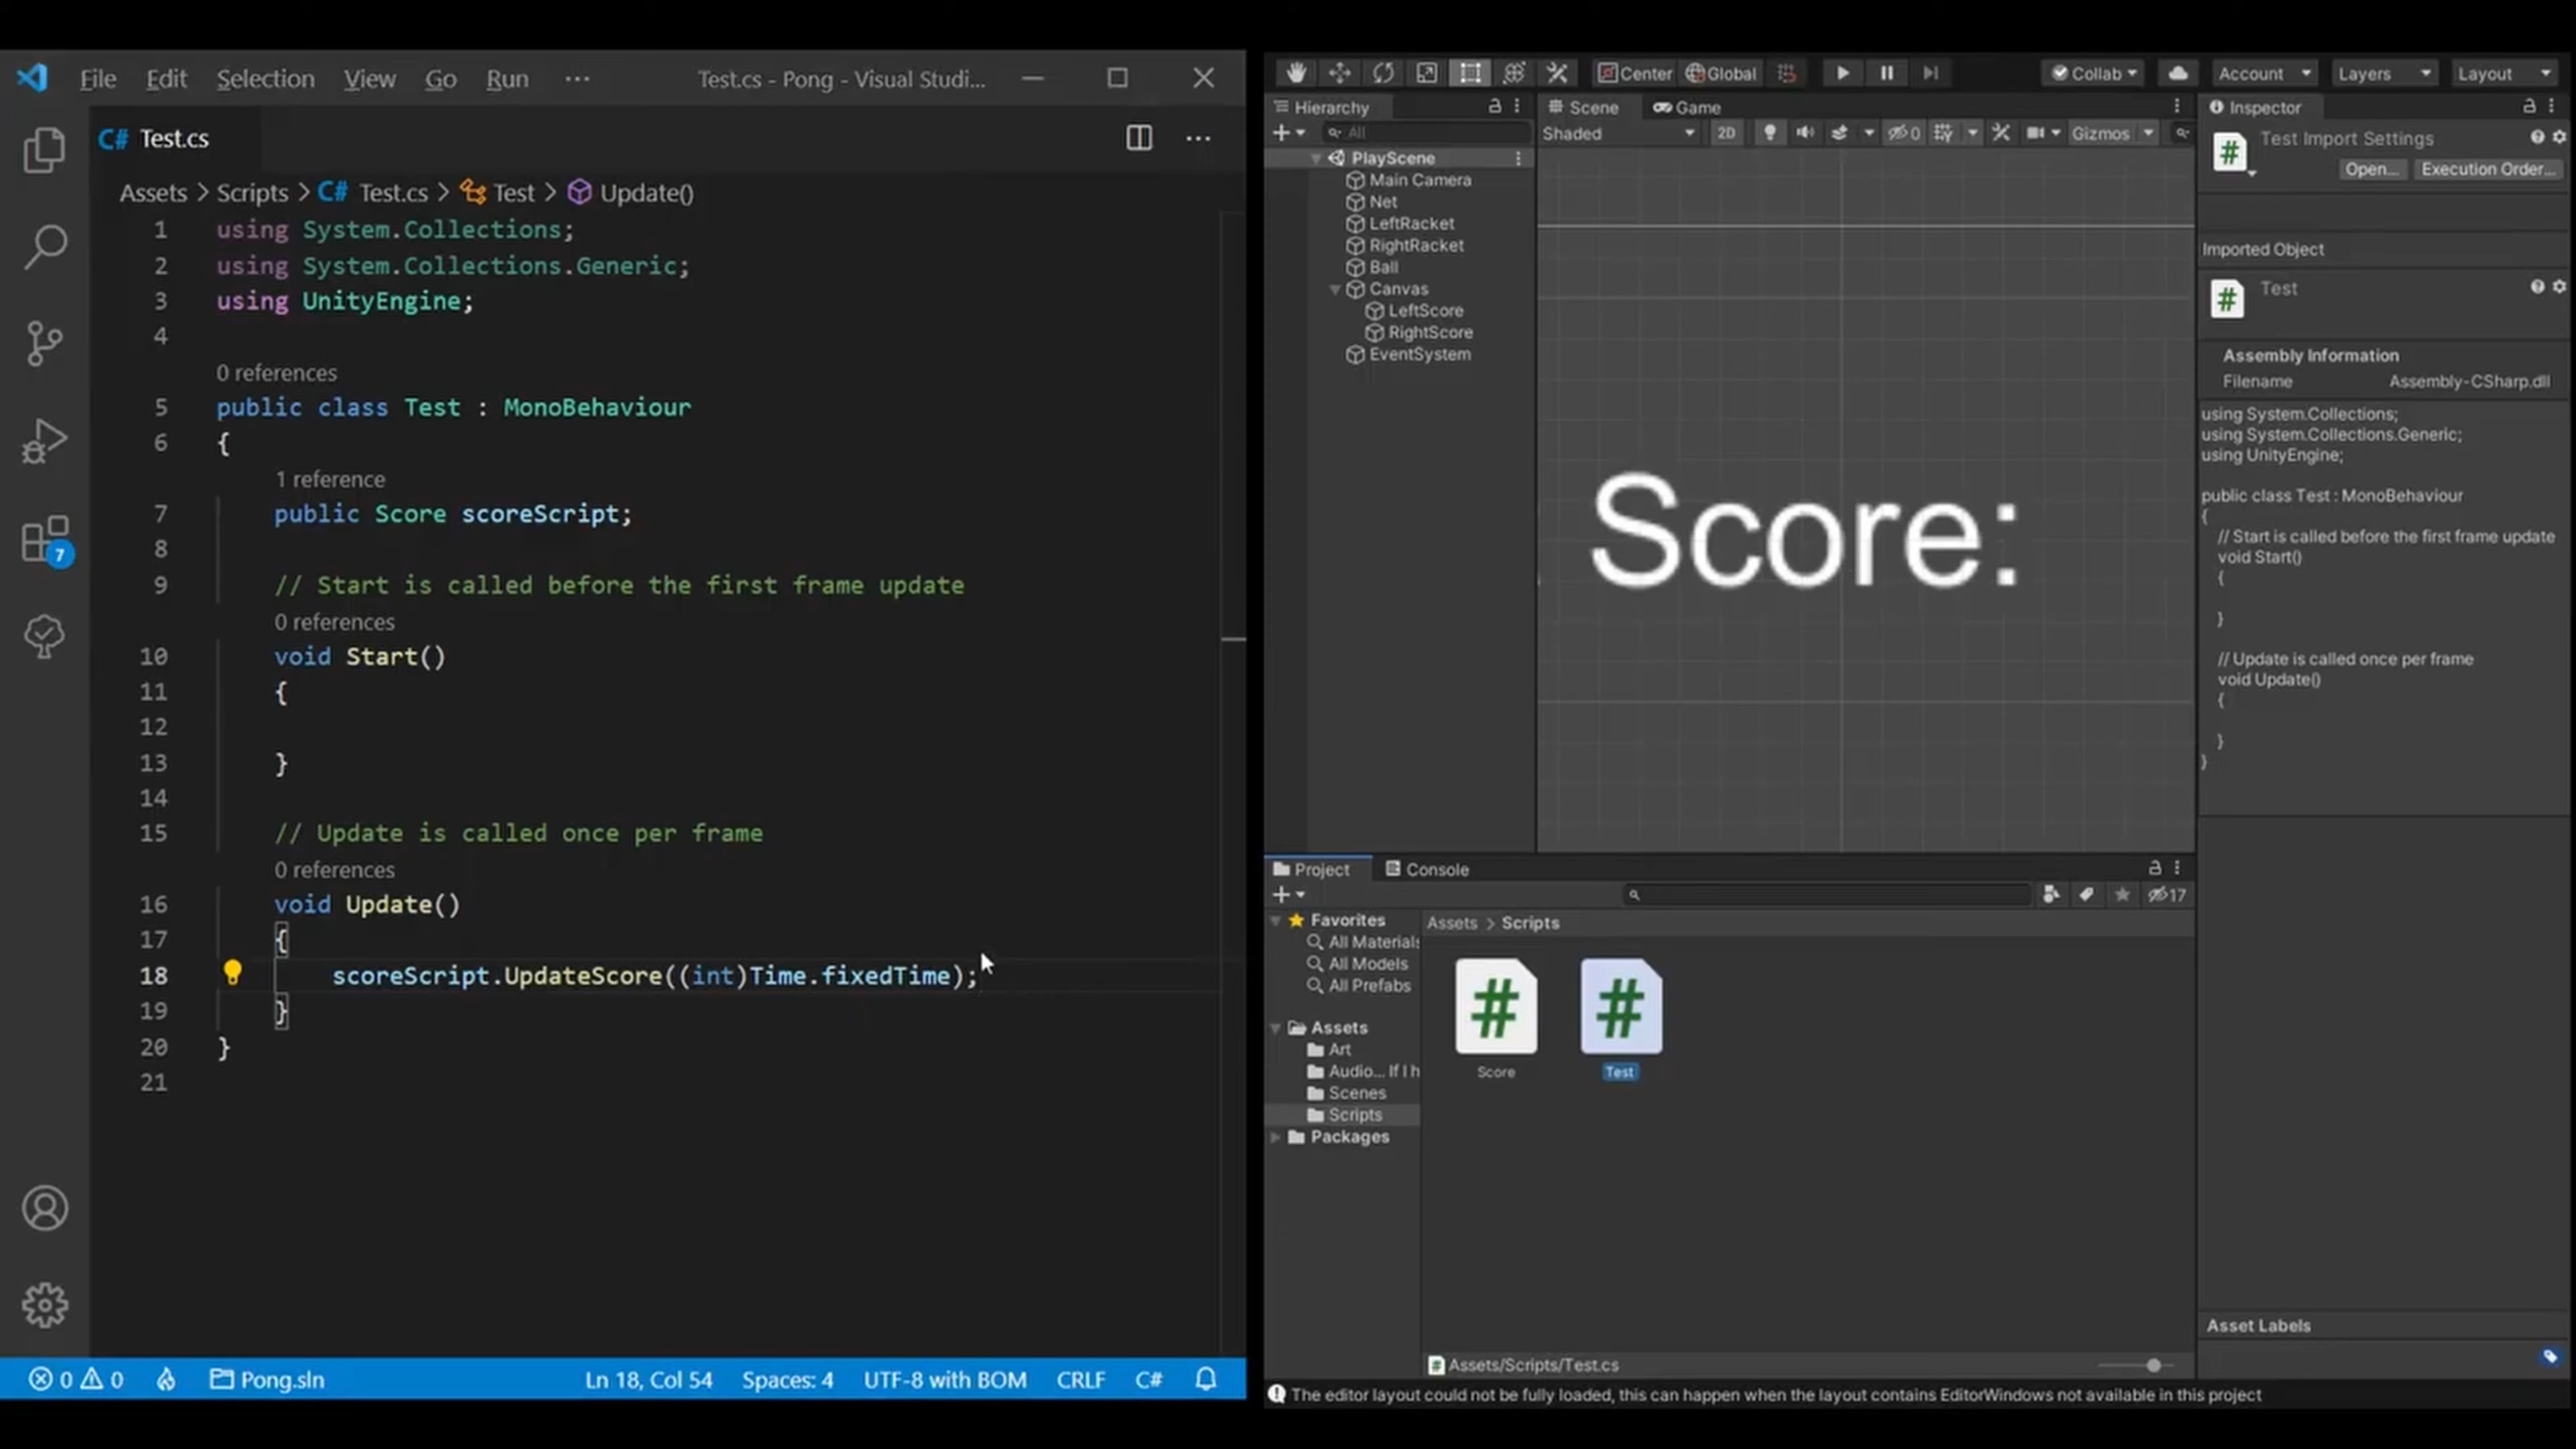 File Edit Selection View Go Run ··· Test.cs - Pong - Visual Studi...
C# Test.cs
Assets > Scripts > C# Test.cs > Test > Update()
1 using System.Collections;
2 using System.Collections.Generic;
3 using UnityEngine;
4
0 references
5 public class Test : MonoBehaviour
6 {
1 reference
7 public Score scoreScript;
8
9 // Start is called before the first frame update
0 references
10 void Start()
11 {
12
13 }
14
15 // Update is called once per frame
0 references
16 void Update()
17 {
18 scoreScript.UpdateScore((int)Time.fixedTime);
19 }
20 }
21
7
0 0 Pong.sln Ln 18, Col 54 Spaces: 4 UTF-8 with BOM CRLF C#
Center Global Collab Account Layers Layout
Hierarchy
All
PlayScene
Main Camera
Net
LeftRacket
RightRacket
Ball
Canvas
LeftScore
RightScore
EventSystem
Scene Game
Shaded 2D 0 Gizmos
Score:
Inspector
Test Import Settings
Open... Execution Order...
Imported Object
# Test
Assembly Information
Filename Assembly-CSharp.dll
using System.Collections;
using System.Collections.Generic;
using UnityEngine;
public class Test : MonoBehaviour
{
// Start is called before the first frame update
void Start()
{
}
// Update is called once per frame
void Update()
{
}
}
Asset Labels
Project Console
17
Favorites
All Materials
All Models
All Prefabs
Assets
Art
Audio... If I h
Scenes
Scripts
Packages
Assets > Scripts
# #
Score Test
Assets/Scripts/Test.cs
The editor layout could not be fully loaded, this can happen when the layout contains EditorWindows not available in this project